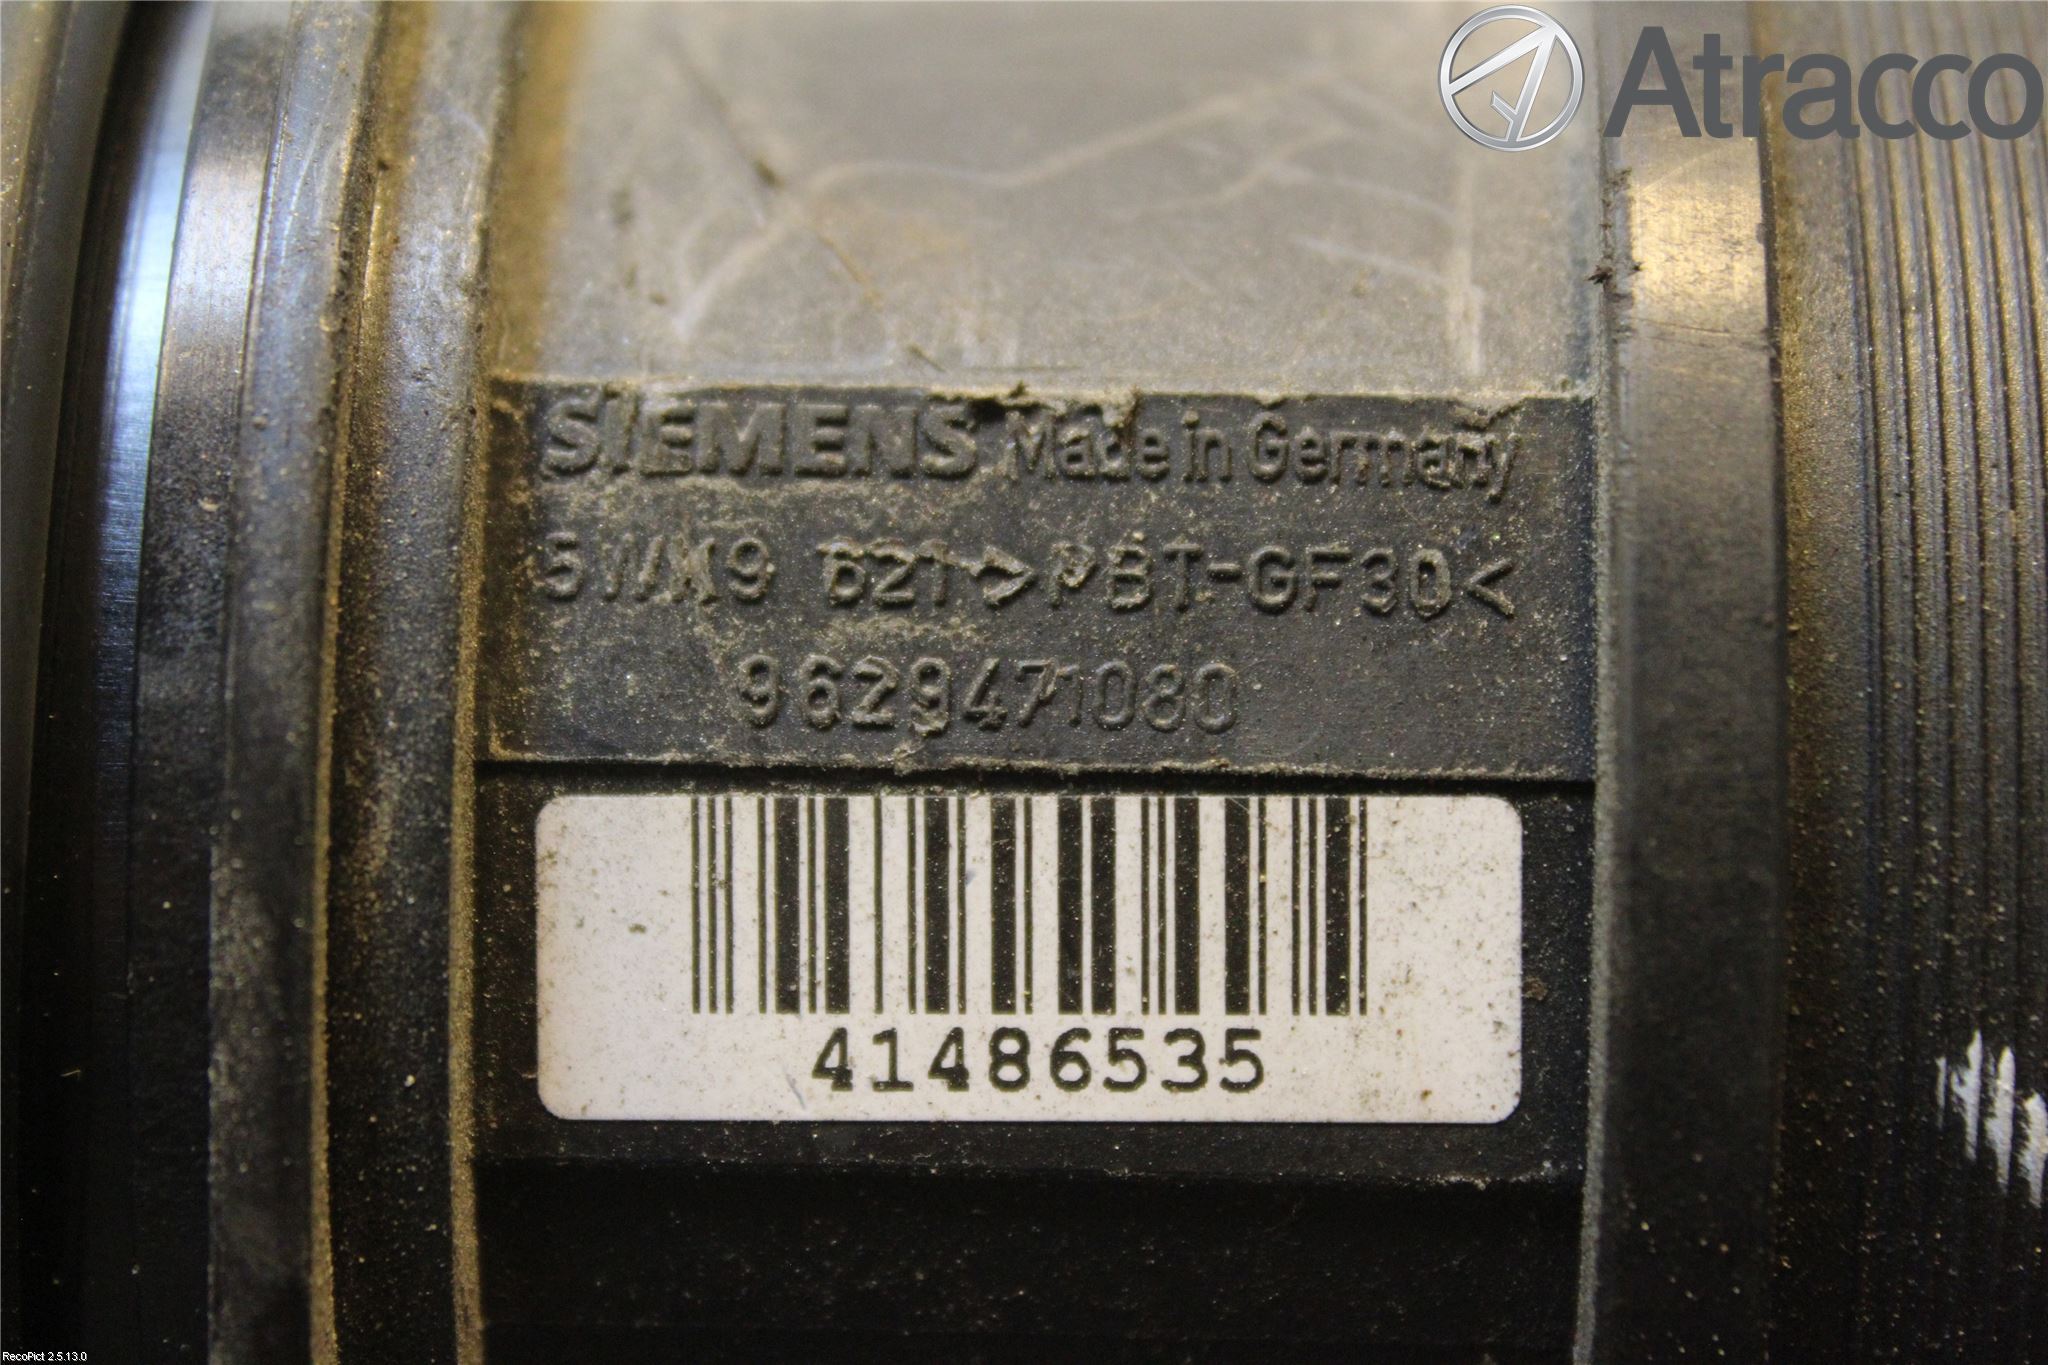 Atracco
SIEMENS Made in Germany
5WK9 621 >PBT-GF30<
9629471080
41486535
RecoPict 2.5.13.0